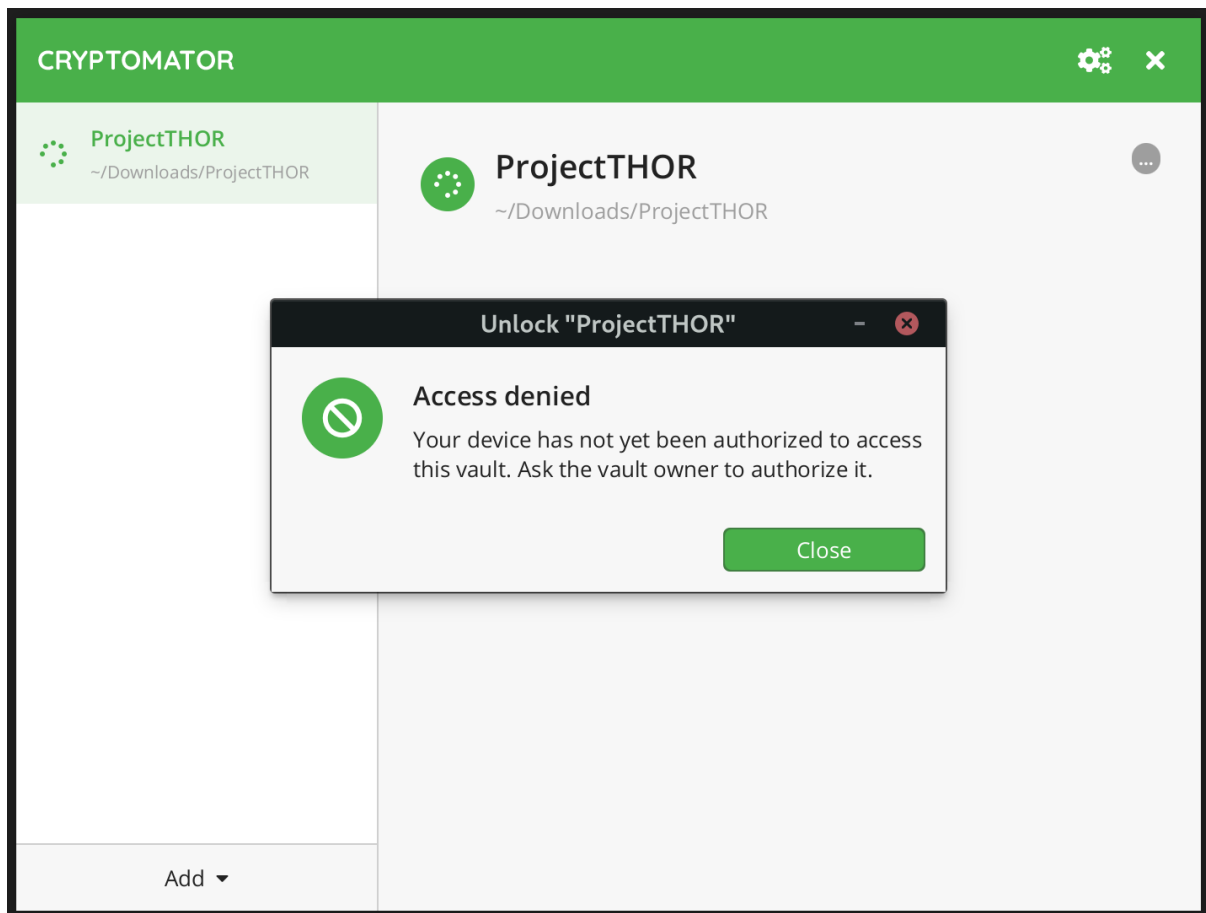 CRYPTOMATOR
ProjectTHOR
~/Downloads/ProjectTHOR
ProjectTHOR
~/Downloads/ProjectTHOR
...
Unlock "ProjectTHOR"
Access denied
Your device has not yet been authorized to access
this vault. Ask the vault owner to authorize it.
Close
Add